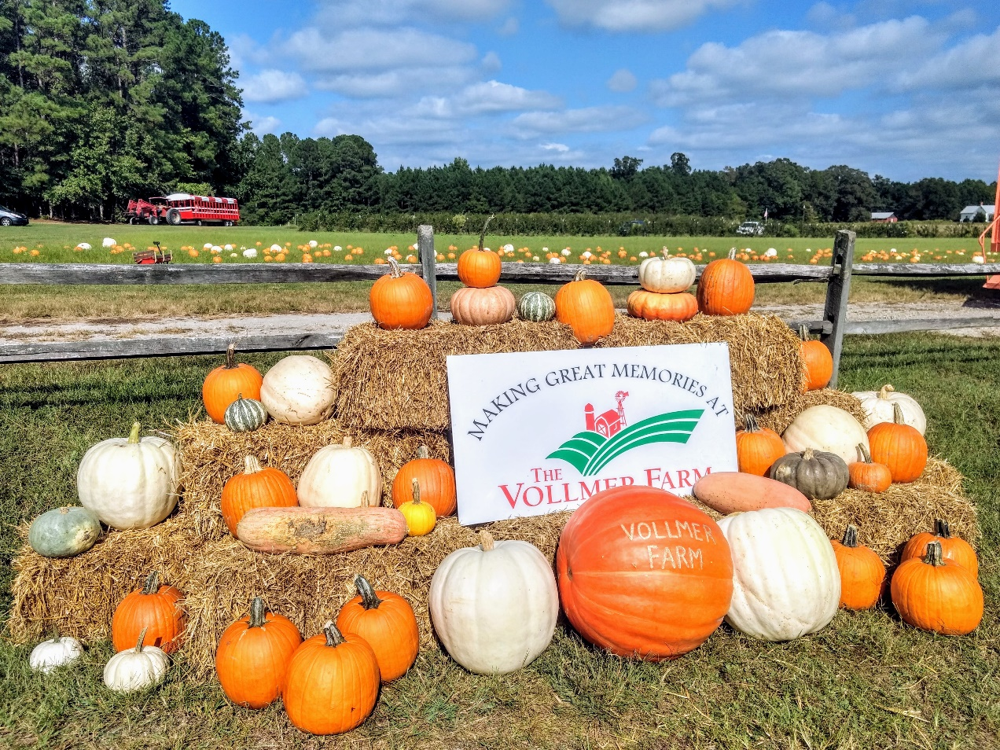 MAKING GREAT MEMORIES AT
THE
VOLLMER FARM
VOLLMER
FARM